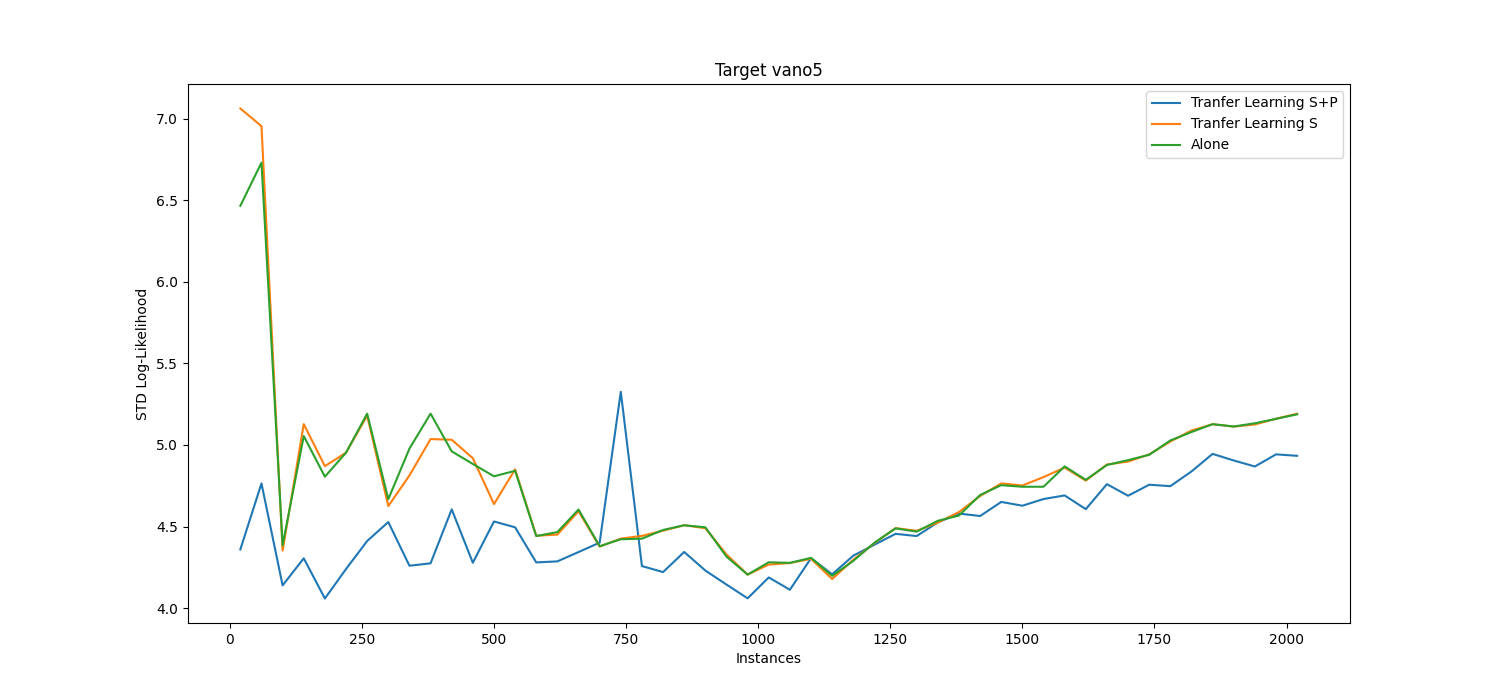 Target vano5
Tranfer Learning S+P
Tranfer Learning S
Alone
STD Log-Likelihood
7.0
6.5
6.0
5.5
5.0
4.5
4.0
0 250 500 750 1000 1250 1500 1750 2000
Instances